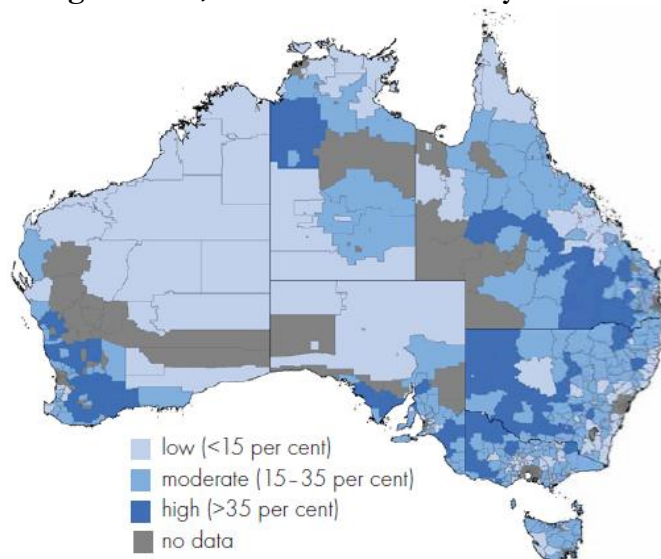 low (<15 per cent)
moderate (15–35 per cent)
high (>35 per cent)
no data